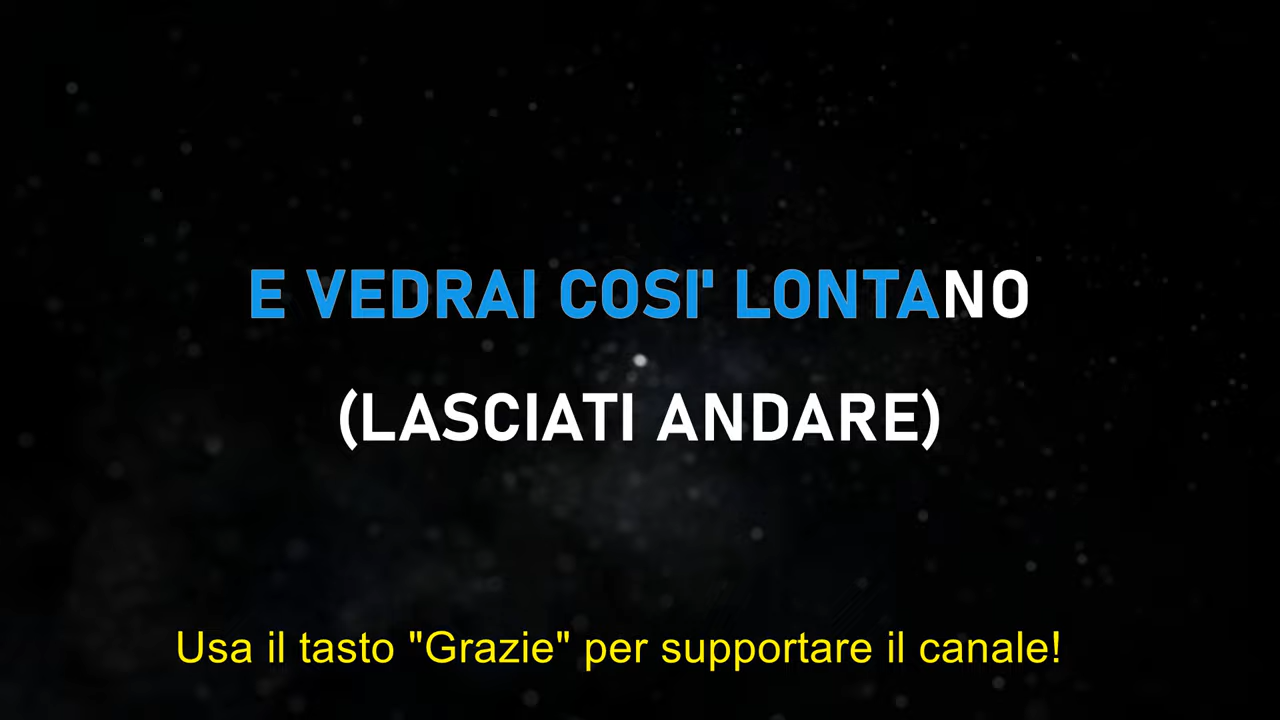 E VEDRAI COSI' LONTANO
(LASCIATI ANDARE)
Usa il tasto "Grazie" per supportare il canale!